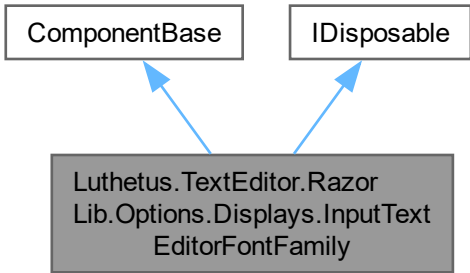 ComponentBase
IDisposable
Luthetus.TextEditor.Razor
Lib.Options.Displays.InputText
EditorFontFamily